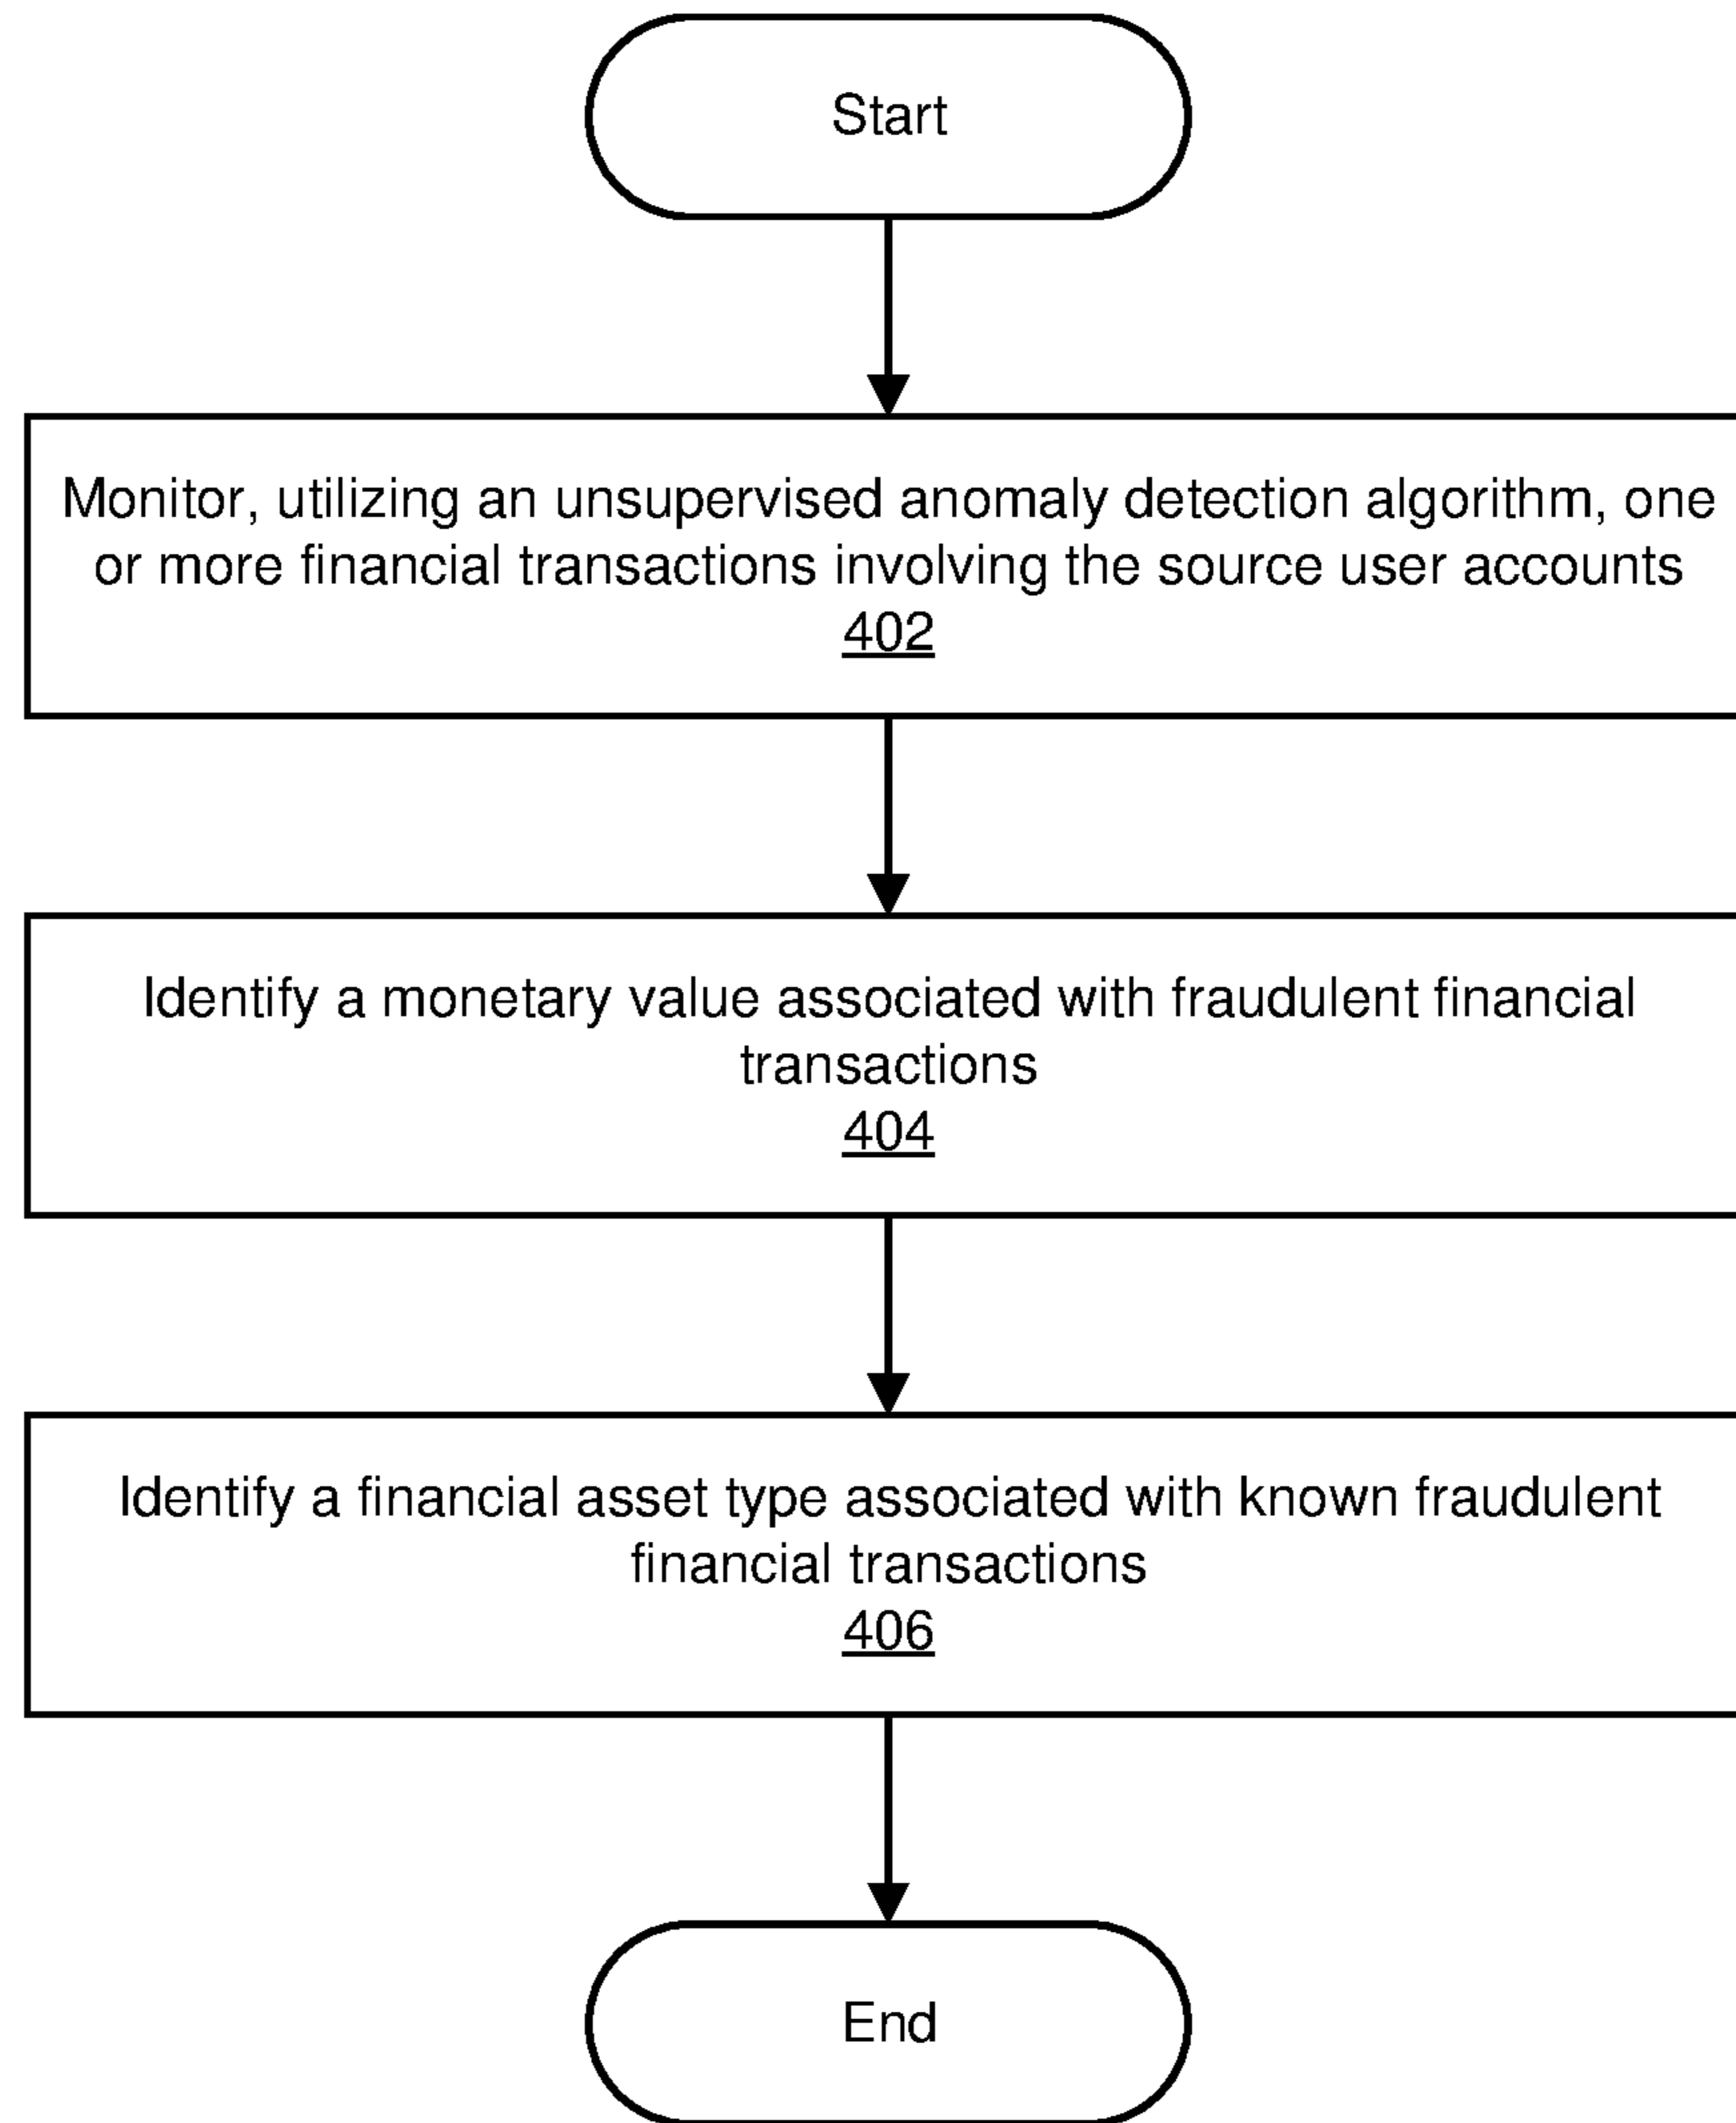 Start
Monitor, utilizing an unsupervised anomaly detection algorithm, one
or more financial transactions involving the source user accounts
402
Identify a monetary value associated with fraudulent financial
transactions
404
Identify a financial asset type associated with known fraudulent
financial transactions
406
End